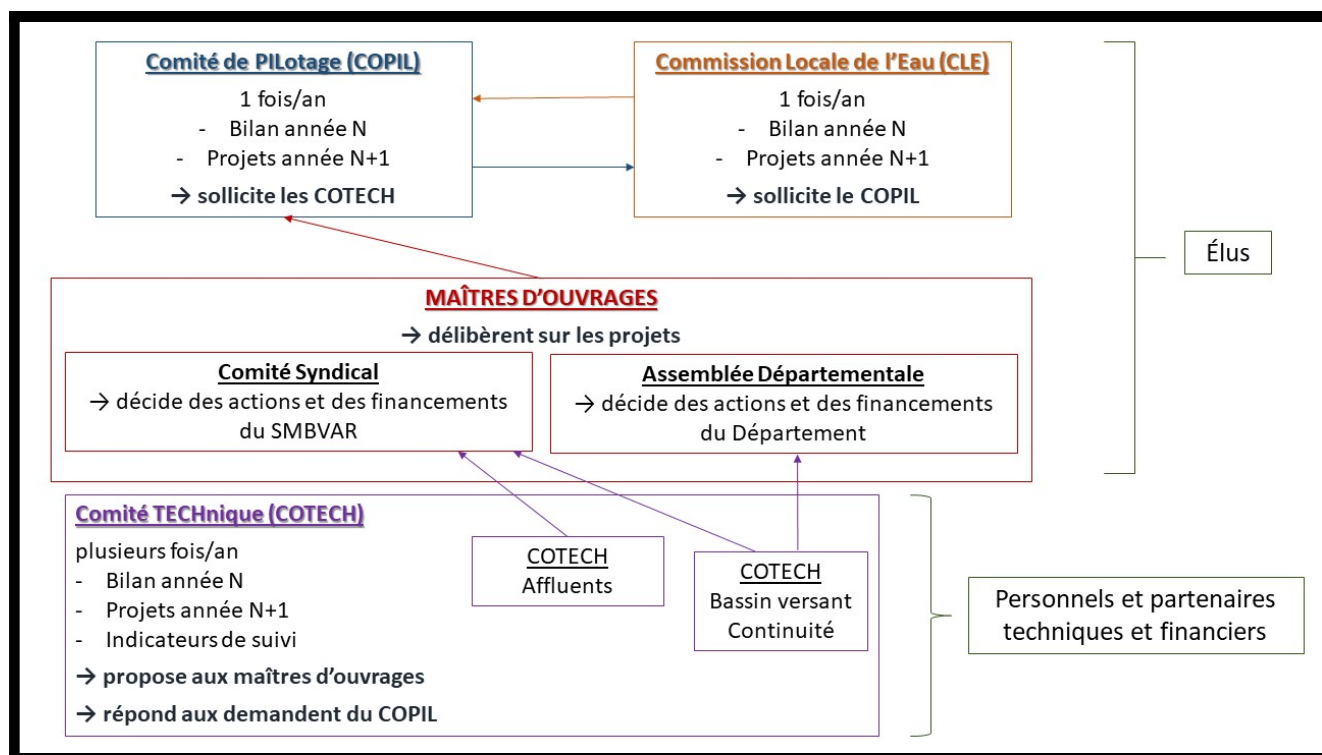 Comité de PILotage (COPIL)
1 fois/an
- Bilan année N
- Projets année N+1
→ sollicite les COTECH
Commission Locale de l'Eau (CLE)
1 fois/an
- Bilan année N
- Projets année N+1
→ sollicite le COPIL
Élus
MAÎTRES D'OUVRAGES
→ délibèrent sur les projets
Comité Syndical
→ décide des actions et des financements
du SMBVAR
Assemblée Départementale
→ décide des actions et des financements
du Département
Comité TECHnique (COTECH)
plusieurs fois/an
- Bilan année N
- Projets année N+1
- Indicateurs de suivi
→ propose aux maîtres d'ouvrages
→ répond aux demandent du COPIL
COTECH
Affluents
COTECH
Bassin versant
Continuité
Personnels et partenaires
techniques et financiers